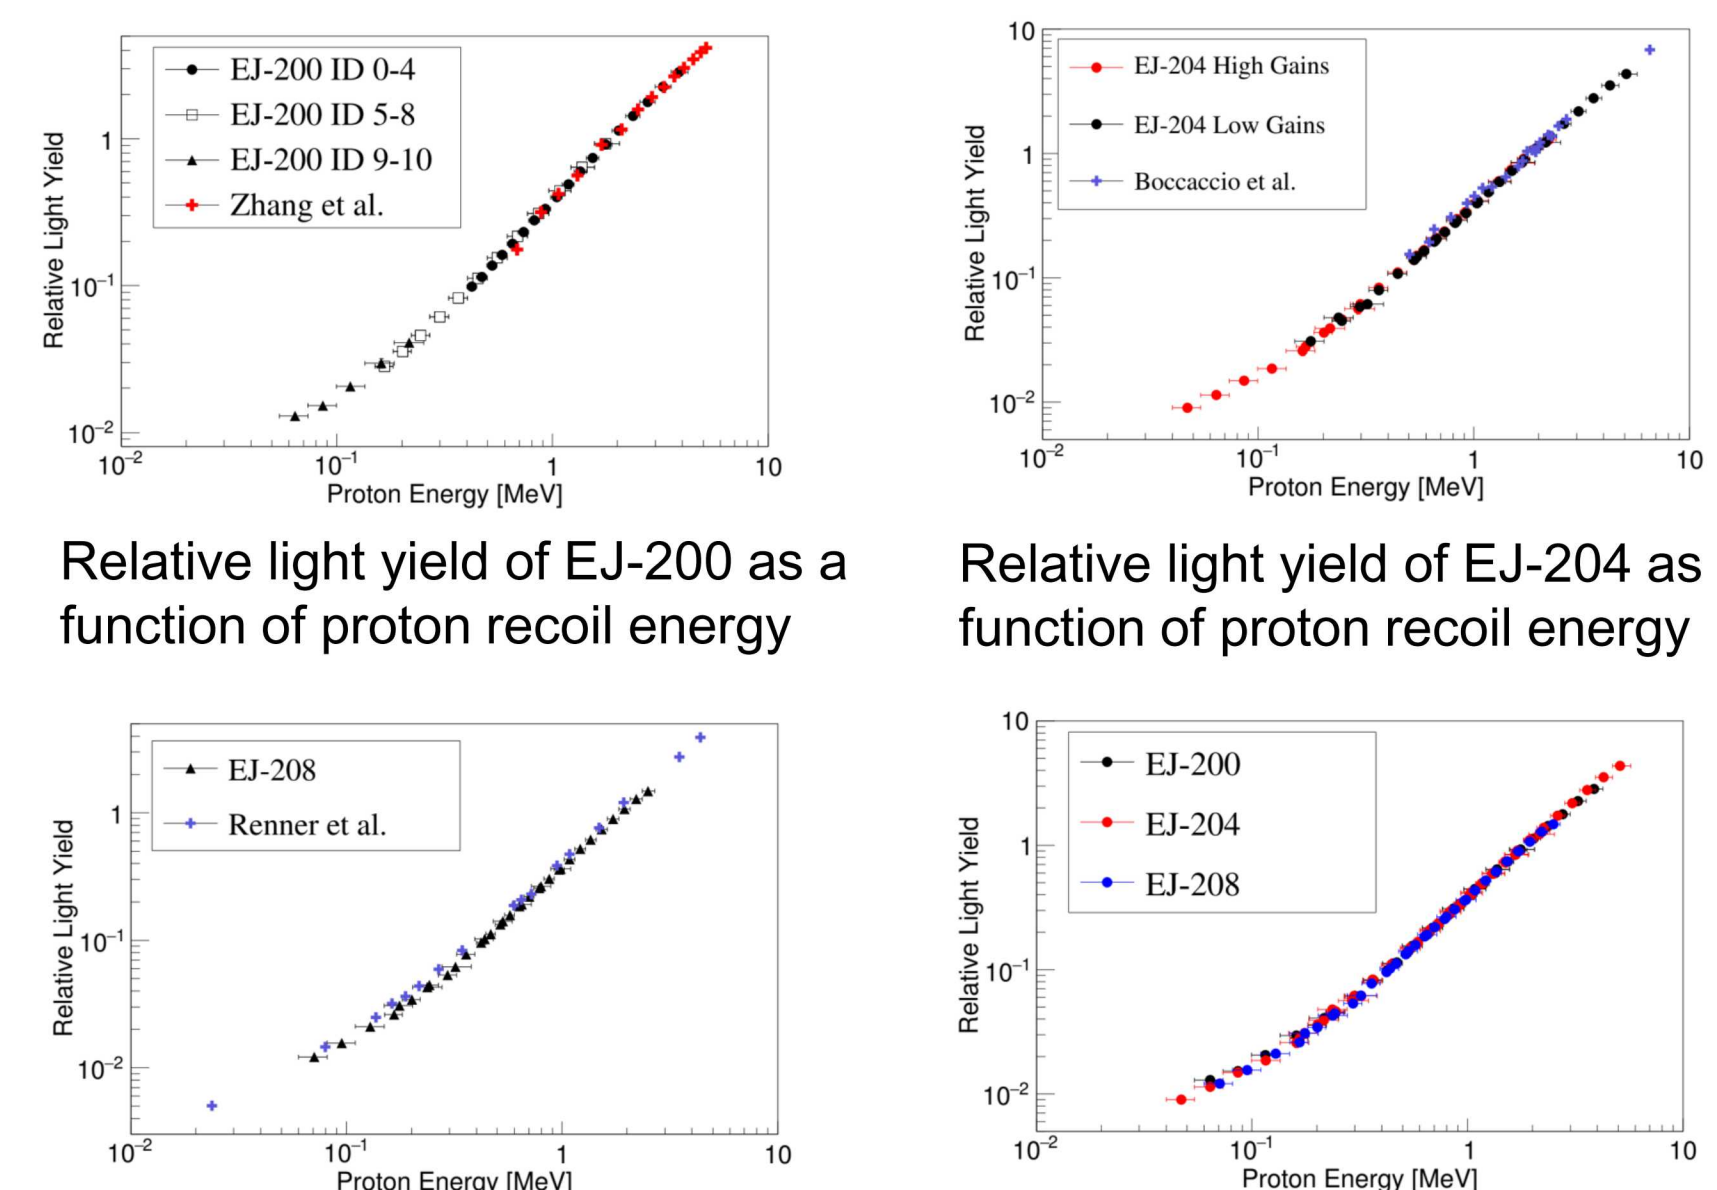 EJ-200 ID 0-4
EJ-200 ID 5-8
EJ-200 ID 9-10
Zhang et al.
Relative Light Yield
1
10⁻¹
10⁻²
10⁻² 10⁻¹ 1 10
Proton Energy [MeV]
Relative light yield of EJ-200 as a
function of proton recoil energy
EJ-204 High Gains
EJ-204 Low Gains
Boccaccio et al.
Relative Light Yield
10
1
10⁻¹
10⁻²
10⁻² 10⁻¹ 1 10
Proton Energy [MeV]
Relative light yield of EJ-204 as
function of proton recoil energy
EJ-208
Renner et al.
Relative Light Yield
1
10⁻¹
10⁻²
10⁻² 10⁻¹ 1 10
Proton Energy [MeV]
EJ-200
EJ-204
EJ-208
Relative Light Yield
10
1
10⁻¹
10⁻²
10⁻² 10⁻¹ 1 10
Proton Energy [MeV]